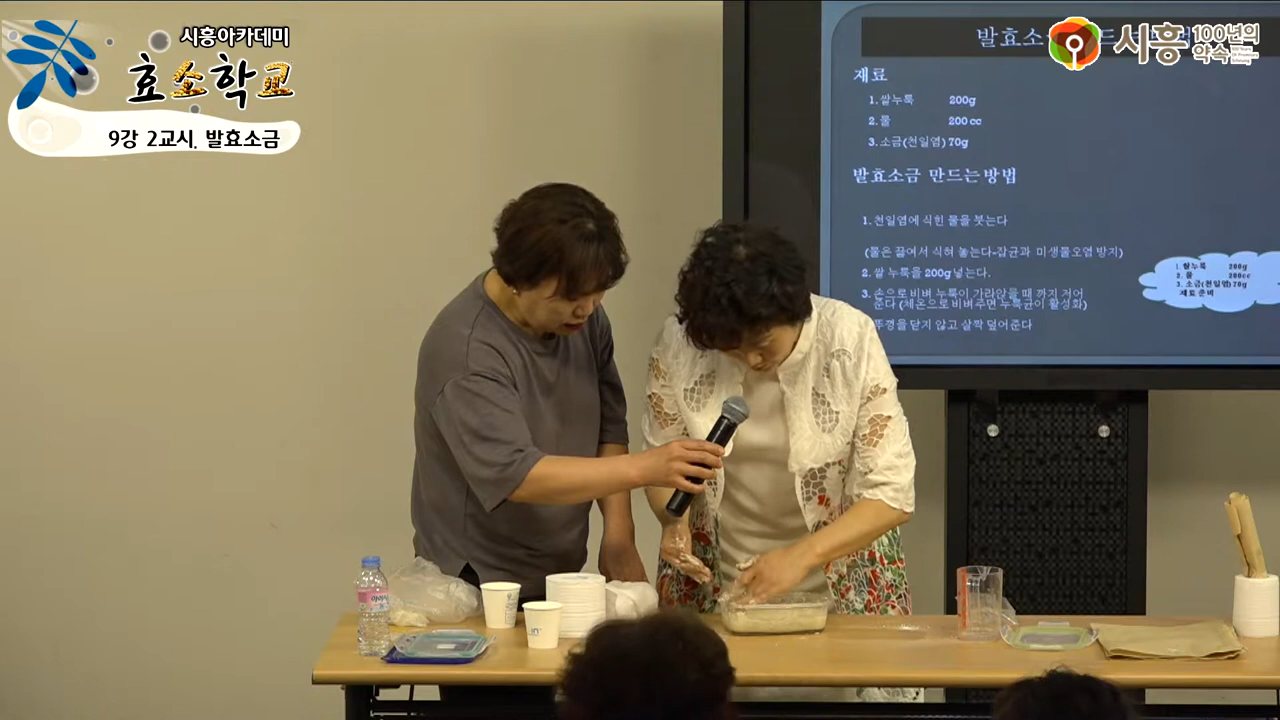 시흥아카데미
효소학교
9강 2교시. 발효소금
시흥 100년의 약속
발효소
재료
1. 쌀누룩 200g
2. 물 200 cc
3. 소금(천일염) 70g
발효소금 만드는 방법
1. 천일염에 식힌 물을 붓는다
(물은 끓여서 식혀 놓는다-잡균과 미생물오염 방지)
2. 쌀 누룩을 200g 넣는다.
3. 손으로 비벼 누룩이 가라앉을 때 까지 저어
준다 (체온으로 비벼주면 누룩균이 활성화)
뚜껑을 닫지 않고 살짝 덮어준다
1. 쌀누룩 200g
2. 물 200cc
3. 소금(천일염) 70g
재료 준비